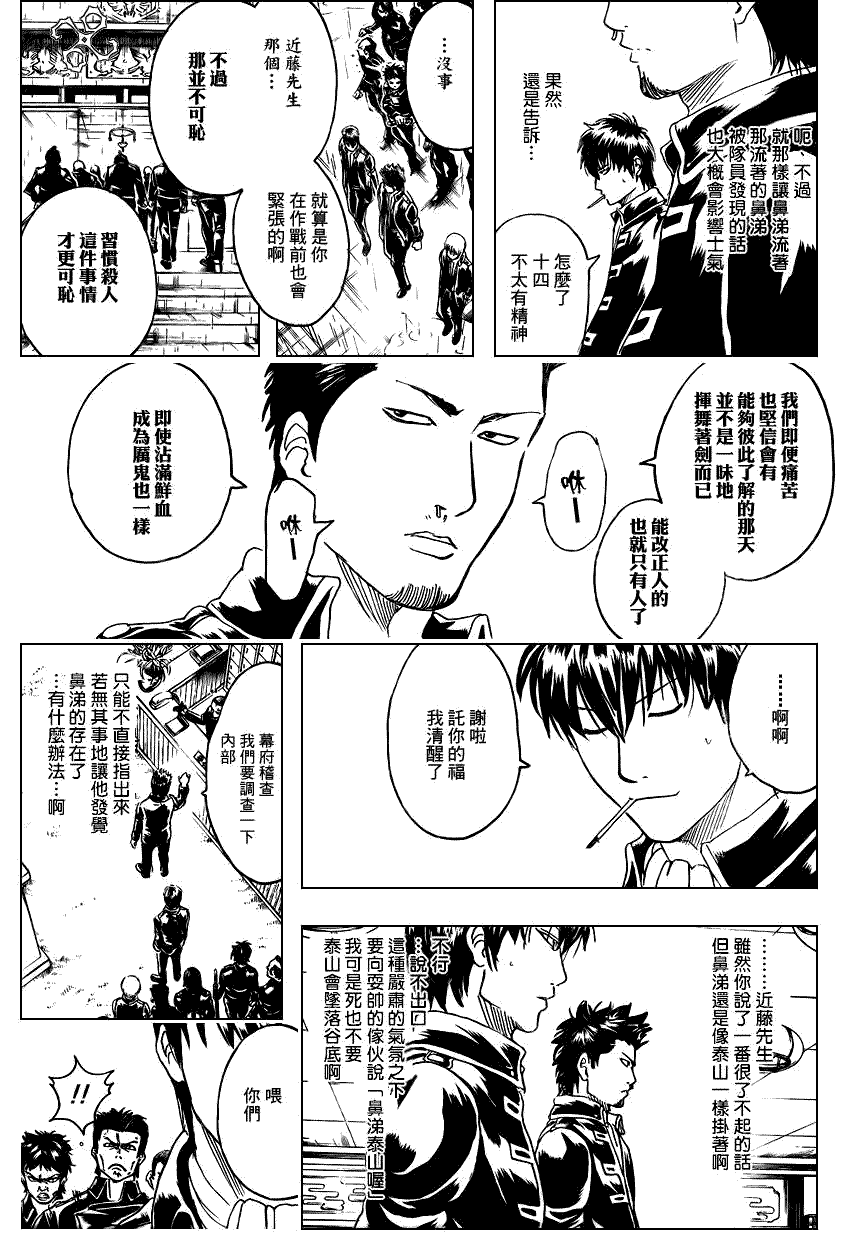 果然
還是告訴…
呃、不過
就那樣讓鼻涕流著
那流著的鼻涕
被隊員發現的話
也大概會影響士氣
怎麼了
十四
不太有精神
…沒事
近藤先生
那個…
就算是你
在作戰前也會
緊張的啊
不過
那並不可恥
習慣殺人
這件事情
才更可恥
我們即便痛苦
也堅信會有
能夠彼此了解的那天
並不是一味地
揮舞著劍而已
能改正人的
也就只有人了
咻ー
咻ー
即使沾滿鮮血
成為厲鬼也一樣
……啊啊
謝啦
託你的福
我清醒了
幕府稽查
我們要調查一下
內部
只能不直接指出來
若無其事地讓他發覺
鼻涕的存在了
…有什麼辦法…啊
………近藤先生
雖然你說了一番很了不起的話
但鼻涕還是像泰山一樣掛著啊
不行
…說不出口
這種嚴肅的氣氛之下
要向耍帥的傢伙說「鼻涕泰山喔」
我可是死也不要
泰山會墜落谷底啊
喂
你們
!!